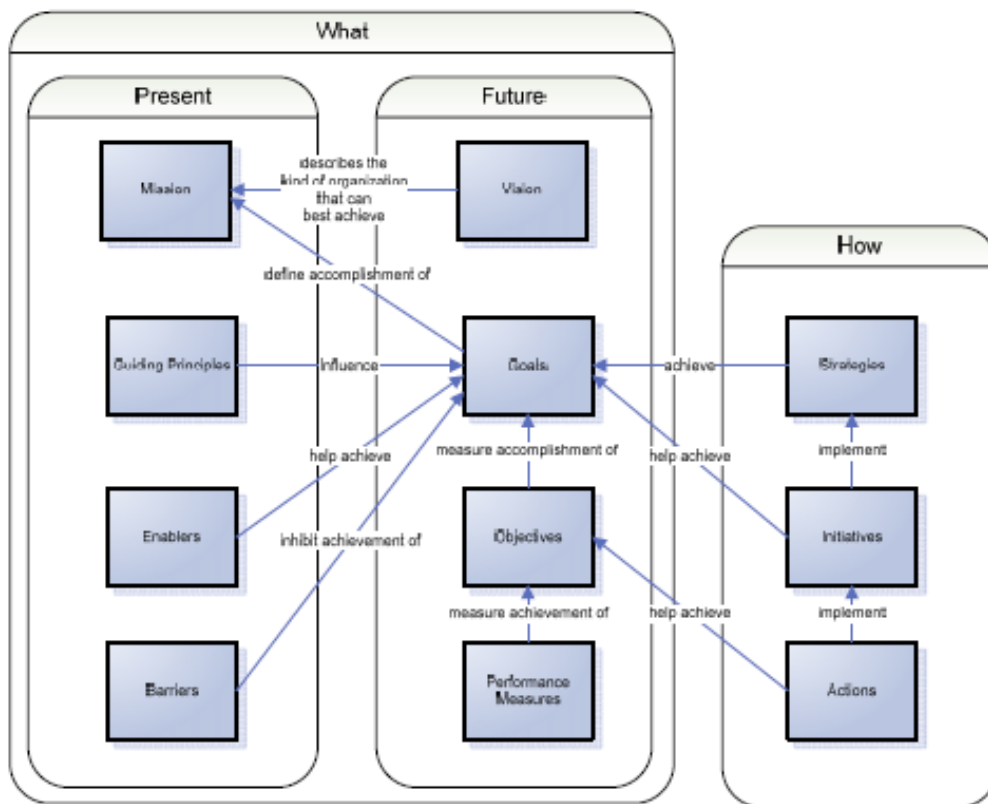 What
Present
Future
Mission
describes the
kind of organization
that can
best achieve
Vision
How
define accomplishment of
Guiding Principles
Influence
Goals
achieve
Strategies
help achieve
measure accomplishment of
help achieve
implement
Enablers
inhibit achievement of
Objectives
Initiatives
measure achievement of
help achieve
implement
Barriers
Performance
Measures
Actions